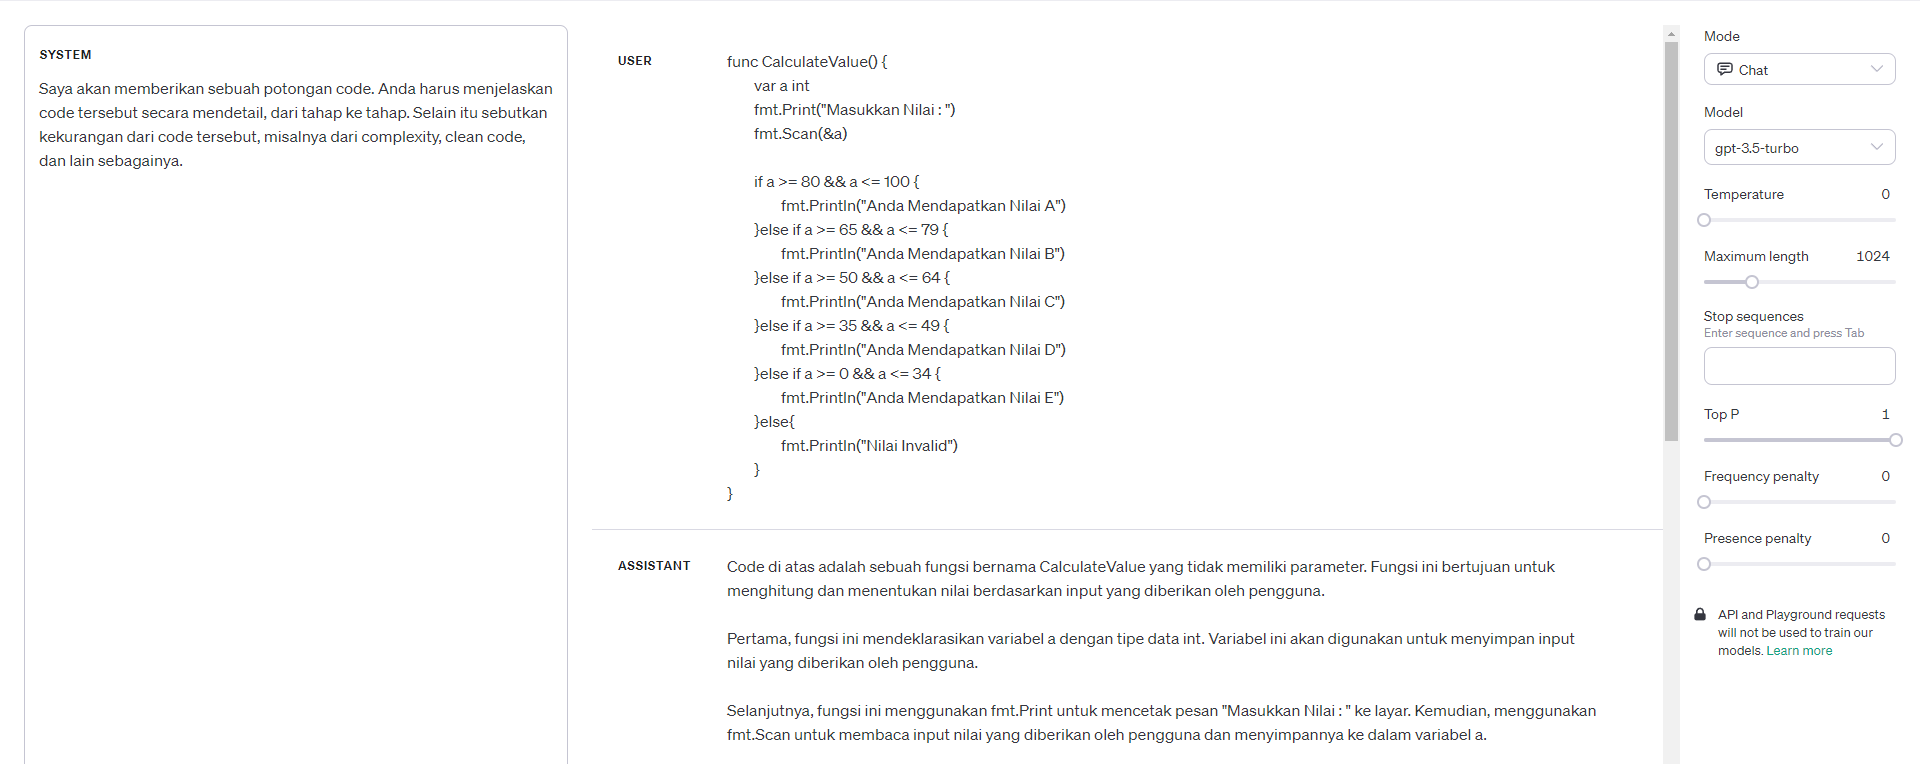 SYSTEM
Saya akan memberikan sebuah potongan code. Anda harus menjelaskan
code tersebut secara mendetail, dari tahap ke tahap. Selain itu sebutkan
kekurangan dari code tersebut, misalnya dari complexity, clean code,
dan lain sebagainya.
USER
func CalculateValue() {
var a int
fmt.Print("Masukkan Nilai : ")
fmt.Scan(&a)
if a >= 80 && a <= 100 {
fmt.Println("Anda Mendapatkan Nilai A")
}else if a >= 65 && a <= 79 {
fmt.Println("Anda Mendapatkan Nilai B")
}else if a >= 50 && a <= 64 {
fmt.Println("Anda Mendapatkan Nilai C")
}else if a >= 35 && a <= 49 {
fmt.Println("Anda Mendapatkan Nilai D")
}else if a >= 0 && a <= 34 {
fmt.Println("Anda Mendapatkan Nilai E")
}else{
fmt.Println("Nilai Invalid")
}
}
ASSISTANT
Code di atas adalah sebuah fungsi bernama CalculateValue yang tidak memiliki parameter. Fungsi ini bertujuan untuk
menghitung dan menentukan nilai berdasarkan input yang diberikan oleh pengguna.
Pertama, fungsi ini mendeklarasikan variabel a dengan tipe data int. Variabel ini akan digunakan untuk menyimpan input
nilai yang diberikan oleh pengguna.
Selanjutnya, fungsi ini menggunakan fmt.Print untuk mencetak pesan "Masukkan Nilai : " ke layar. Kemudian, menggunakan
fmt.Scan untuk membaca input nilai yang diberikan oleh pengguna dan menyimpannya ke dalam variabel a.
Mode
Chat
Model
gpt-3.5-turbo
Temperature 0
Maximum length 1024
Stop sequences
Enter sequence and press Tab
Top P 1
Frequency penalty 0
Presence penalty 0
API and Playground requests
will not be used to train our
models. Learn more